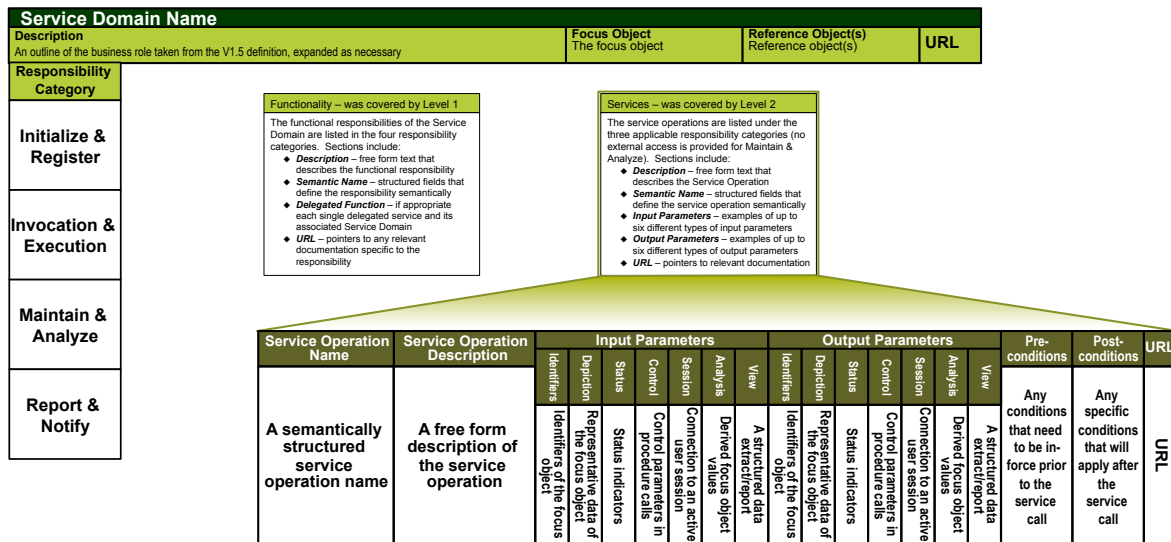 Service Domain Name
Description
An outline of the business role taken from the V1.5 definition, expanded as necessary
Focus Object
The focus object
Reference Object(s)
Reference object(s)
URL
Responsibility
Category
Initialize &
Register
Invocation &
Execution
Maintain &
Analyze
Report &
Notify
Functionality – was covered by Level 1
The functional responsibilities of the Service
Domain are listed in the four responsibility
categories. Sections include:
◆ Description – free form text that
describes the functional responsibility
◆ Semantic Name – structured fields that
define the responsibility semantically
◆ Delegated Function – if appropriate
each single delegated service and its
associated Service Domain
◆ URL – pointers to any relevant
documentation specific to the
responsibility
Services – was covered by Level 2
The service operations are listed under the
three applicable responsibility categories (no
external access is provided for Maintain &
Analyze). Sections include:
◆ Description – free form text that
describes the Service Operation
◆ Semantic Name – structured fields that
define the service operation semantically
◆ Input Parameters – examples of up to
six different types of input parameters
◆ Output Parameters – examples of up to
six different types of output parameters
◆ URL – pointers to relevant documentation
Service Operation
Name
Service Operation
Description
Input Parameters
Output Parameters
Pre-
conditions
Post-
conditions
URL
Identifiers
Depiction
Status
Control
Session
Analysis
View
Identifiers
Depiction
Status
Control
Session
Analysis
View
A semantically
structured
service
operation name
A free form
description of
the service
operation
Identifiers of the focus
object
Representative data of
the focus object
Status indicators
Control parameters in
procedure calls
Connection to an active
user session
Derived focus object
values
A structured data
extract/report
Identifiers of the focus
object
Representative data of
the focus object
Status indicators
Control parameters in
procedure calls
Connection to an active
user session
Derived focus object
values
A structured data
extract/report
Any
conditions
that need
to be in-
force prior
to the
service
call
Any
specific
conditions
that will
apply after
the
service
call
URL